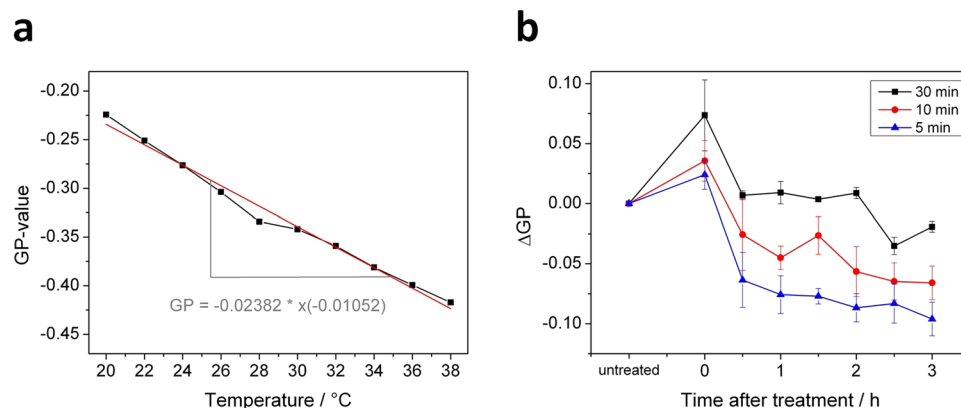 a
b
-0.20
-0.25
-0.30
-0.35
-0.40
-0.45
GP-value
GP = -0.02382 * x(-0.01052)
20 22 24 26 28 30 32 34 36 38
Temperature / °C
0.10
0.05
0.00
-0.05
-0.10
ΔGP
30 min
10 min
5 min
untreated 0 1 2 3
Time after treatment / h